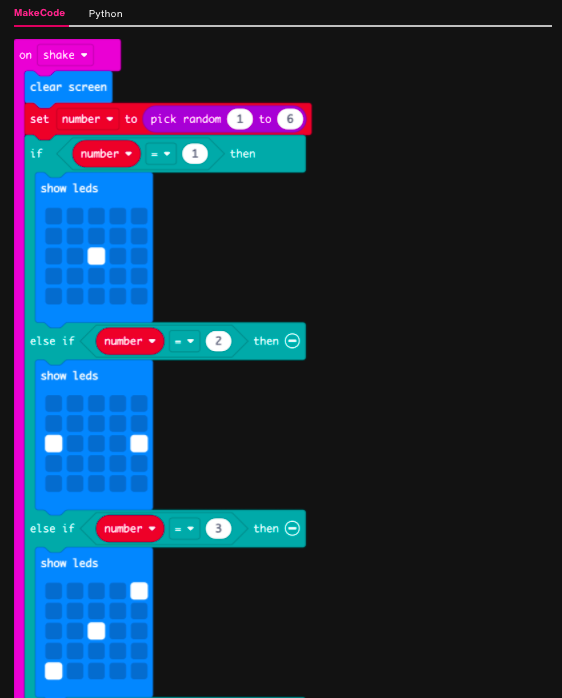 MakeCode Python
on shake
clear screen
set number to pick random 1 to 6
if number = 1 then
show leds
else if number = 2 then
show leds
else if number = 3 then
show leds